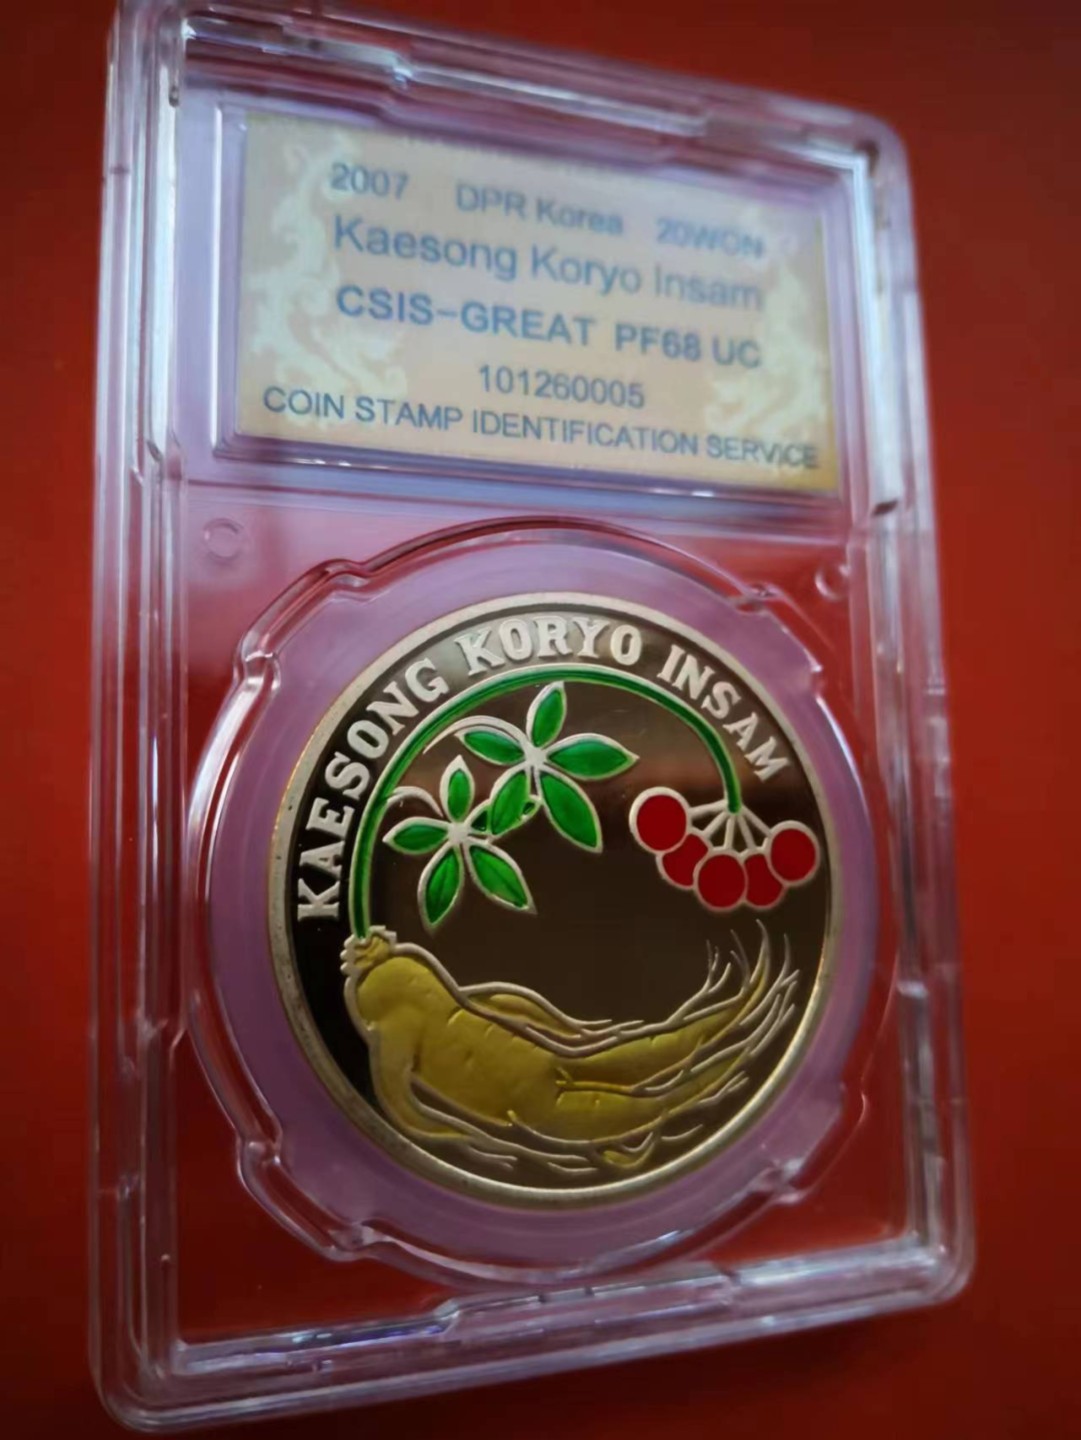 2007 DPR Korea 20WON
Kaesong Koryo Insam
CSIS-GREAT PF68 UC
101260005
COIN STAMP IDENTIFICATION SERVICE
KAESONG KORYO INSAM